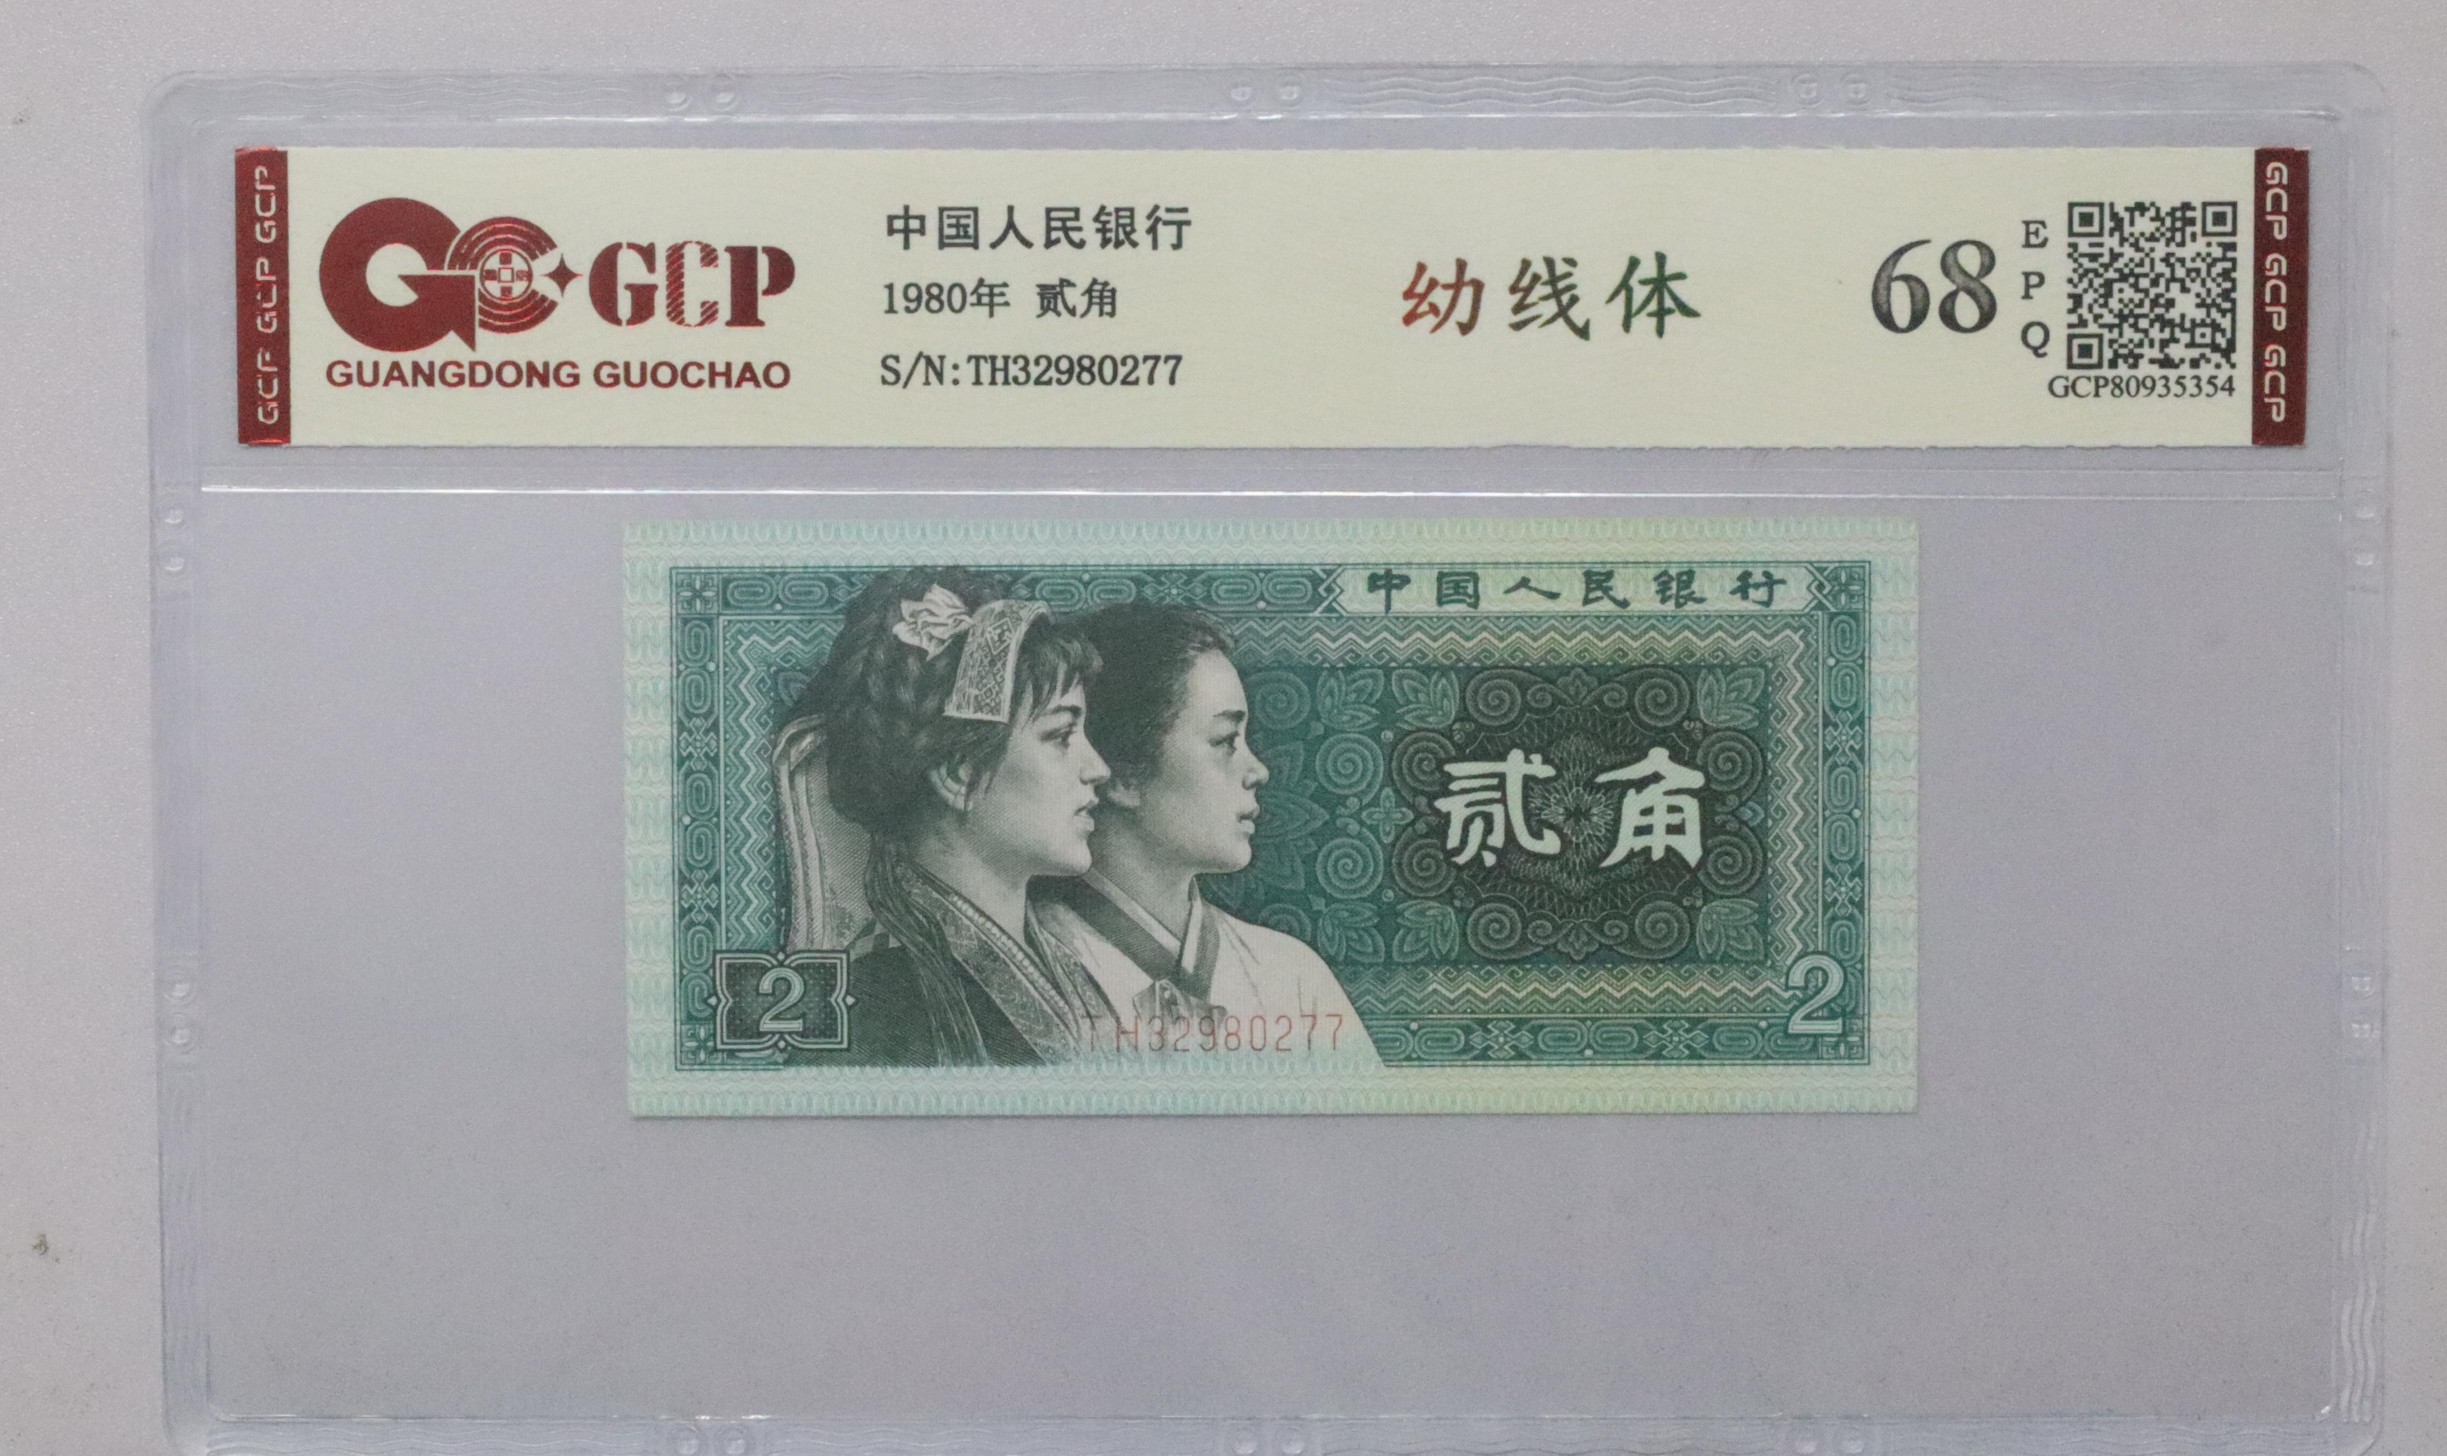 GCP GCP GCP
GCP
GUANGDONG GUOCHAO
中国人民银行
1980年 贰角
S/N:TH32980277
幼线体
68
E
P
Q
GCP80935354
GCP GCP GCP
中国人民银行
贰角
2
TH32980277
2